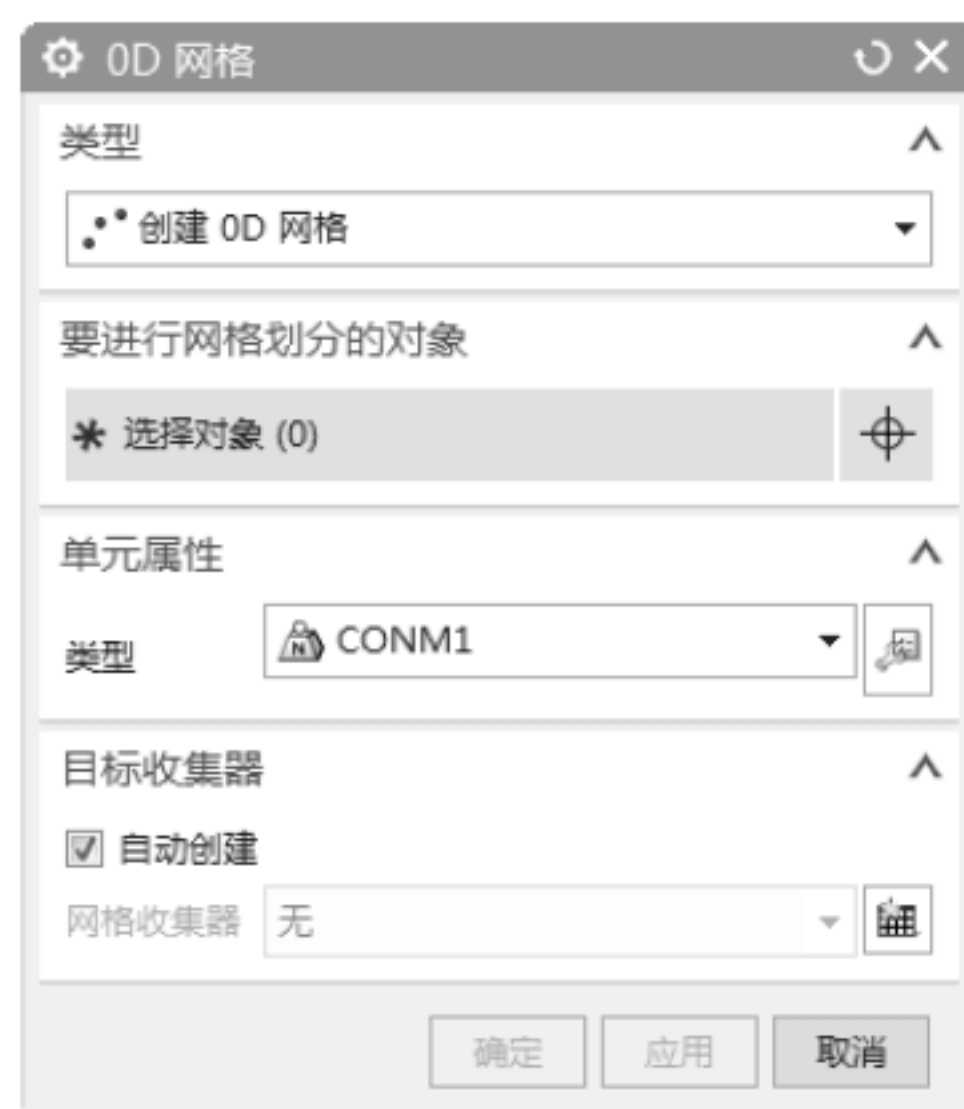 0D 网格
类型
创建 0D 网格
要进行网格划分的对象
选择对象 (0)
单元属性
类型 CONM1
目标收集器
自动创建
网格收集器 无
确定 应用 取消